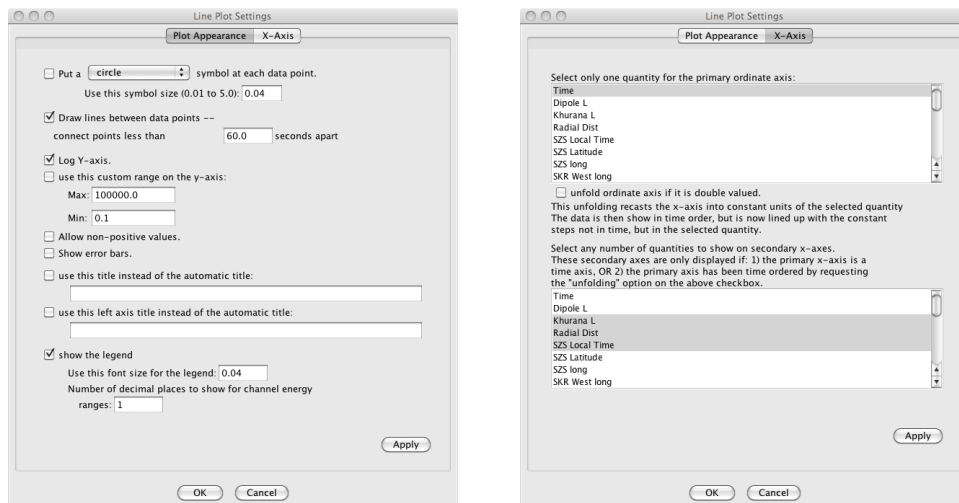 Line Plot Settings
Plot Appearance X-Axis
Put a circle symbol at each data point.
Use this symbol size (0.01 to 5.0): 0.04
Draw lines between data points --
connect points less than 60.0 seconds apart
Log Y-axis.
use this custom range on the y-axis:
Max: 100000.0
Min: 0.1
Allow non-positive values.
Show error bars.
use this title instead of the automatic title:
use this left axis title instead of the automatic title:
show the legend
Use this font size for the legend: 0.04
Number of decimal places to show for channel energy
ranges: 1
Apply
OK Cancel
Line Plot Settings
Plot Appearance X-Axis
Select only one quantity for the primary ordinate axis:
Time
Dipole L
Khurana L
Radial Dist
SZS Local Time
SZS Latitude
SZS long
SKR West long
unfold ordinate axis if it is double valued.
This unfolding recasts the x-axis into constant units of the selected quantity
The data is then show in time order, but is now lined up with the constant
steps not in time, but in the selected quantity.
Select any number of quantities to show on secondary x-axes.
These secondary axes are only displayed if: 1) the primary x-axis is a
time axis, OR 2) the primary axis has been time ordered by requesting
the "unfolding" option on the above checkbox.
Time
Dipole L
Khurana L
Radial Dist
SZS Local Time
SZS Latitude
SZS long
SKR West long
Apply
OK Cancel